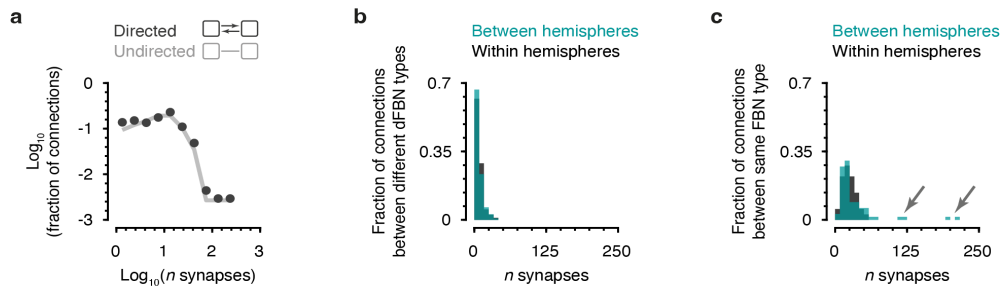 a
Directed
Undirected
Log10
(fraction of connections)
0
-1
-2
-3
0
1
2
3
Log10(n synapses)
b
Between hemispheres
Within hemispheres
Fraction of connections
between different dFBN types
0.7
0.35
0
0
125
250
n synapses
c
Between hemispheres
Within hemispheres
Fraction of connections
between same FBN type
0.7
0.35
0
0
125
250
n synapses